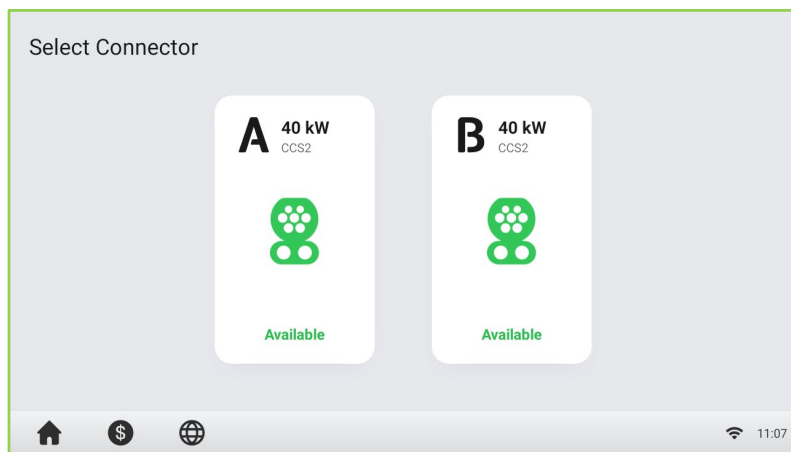 Select Connector
A 40 kW
CCS2
Available
B 40 kW
CCS2
Available
$
11:07